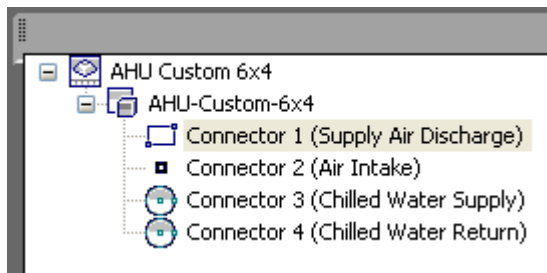 AHU Custom 6x4
AHU-Custom-6x4
Connector 1 (Supply Air Discharge)
Connector 2 (Air Intake)
Connector 3 (Chilled Water Supply)
Connector 4 (Chilled Water Return)